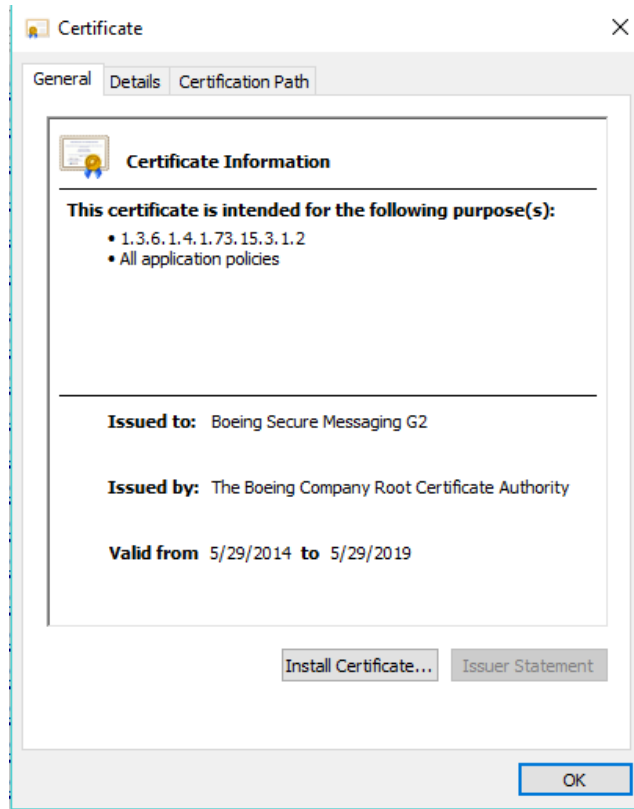 Certificate
General Details Certification Path
Certificate Information
This certificate is intended for the following purpose(s):
• 1.3.6.1.4.1.73.15.3.1.2
• All application policies
Issued to: Boeing Secure Messaging G2
Issued by: The Boeing Company Root Certificate Authority
Valid from 5/29/2014 to 5/29/2019
Install Certificate... Issuer Statement
OK